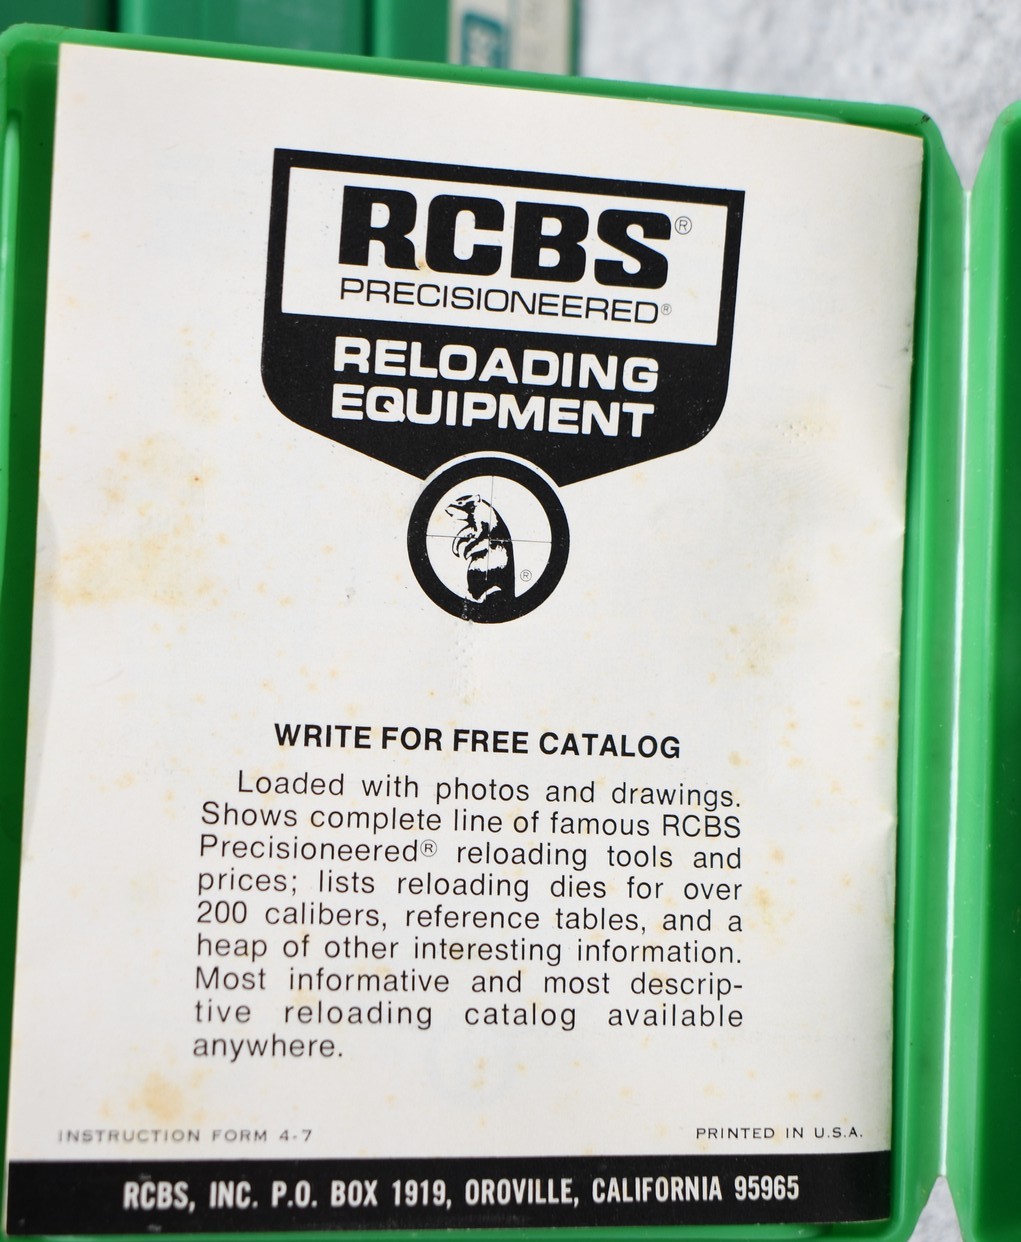 RCBS®
PRECISIONEERED®
RELOADING
EQUIPMENT
®
WRITE FOR FREE CATALOG
Loaded with photos and drawings.
Shows complete line of famous RCBS
Precisioneered® reloading tools and
prices; lists reloading dies for over
200 calibers, reference tables, and a
heap of other interesting information.
Most informative and most descrip-
tive reloading catalog available
anywhere.
INSTRUCTION FORM 4-7
PRINTED IN U.S.A.
RCBS, INC. P.O. BOX 1919, OROVILLE, CALIFORNIA 95965